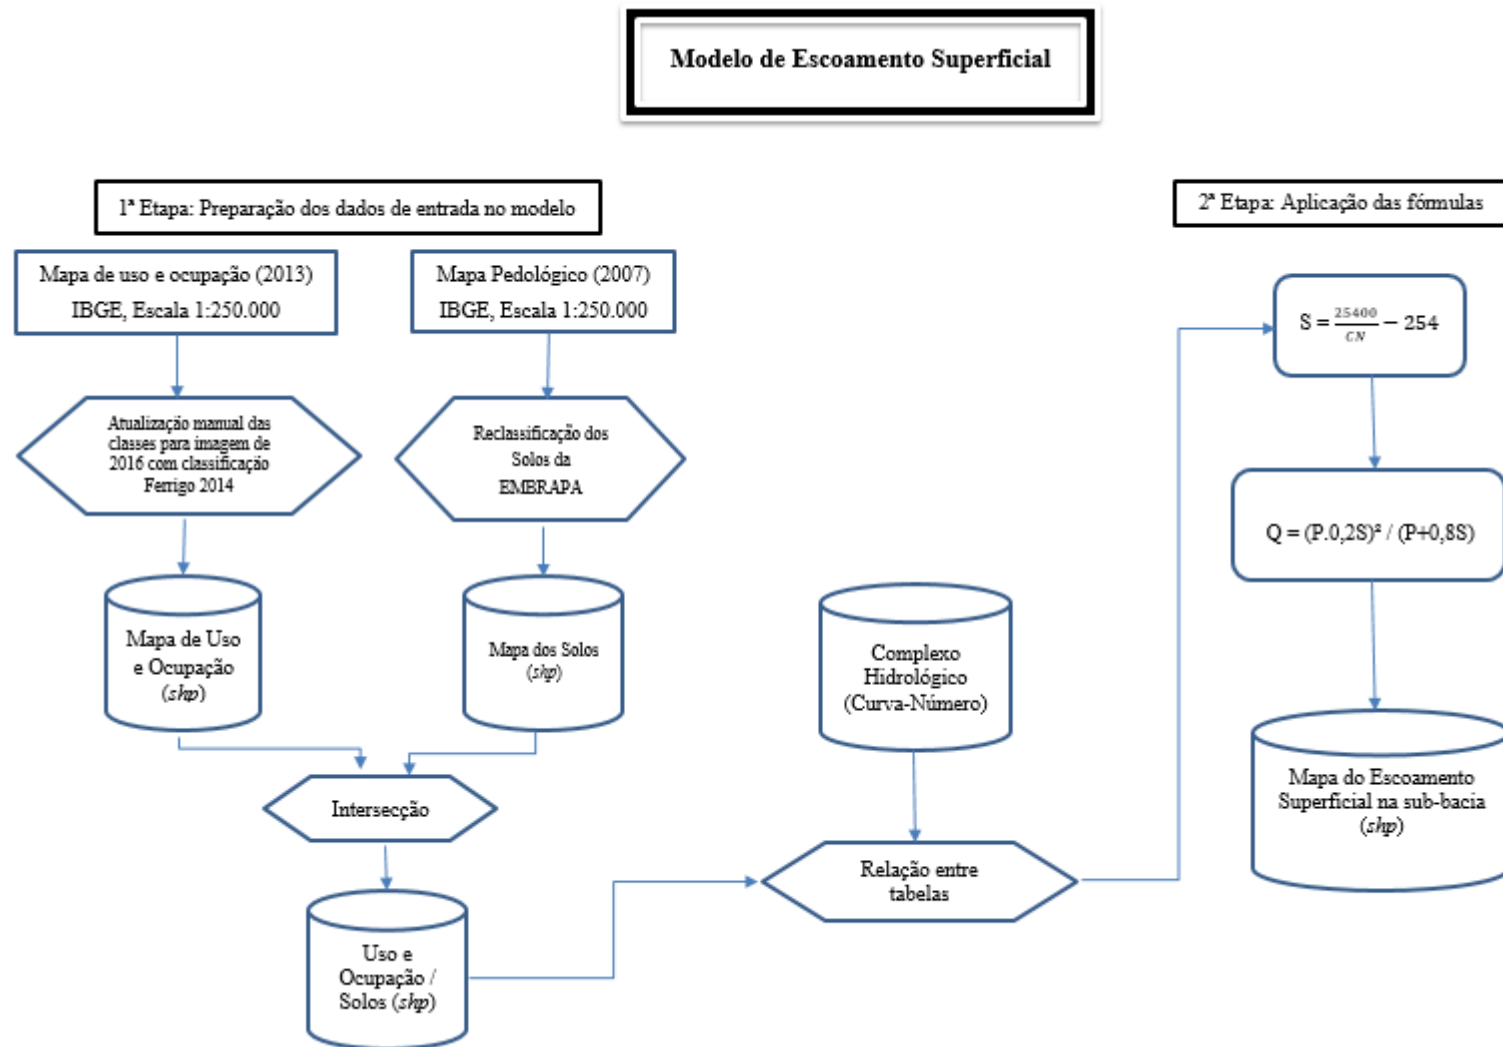 Modelo de Escoamento Superficial
1ª Etapa: Preparação dos dados de entrada no modelo
2ª Etapa: Aplicação das fórmulas
Mapa de uso e ocupação (2013)
IBGE, Escala 1:250.000
Mapa Pedológico (2007)
IBGE, Escala 1:250.000
Atualização manual das
classes para imagem de
2016 com classificação
Ferrigo 2014
Reclassificação dos
Solos da
EMBRAPA
Mapa de Uso
e Ocupação
(shp)
Mapa dos Solos
(shp)
Intersecção
Uso e
Ocupação /
Solos (shp)
Complexo
Hidrológico
(Curva-Número)
Relação entre
tabelas
S = 25400/CN − 254
Q = (P.0,2S)² / (P+0,8S)
Mapa do Escoamento
Superficial na sub-bacia
(shp)